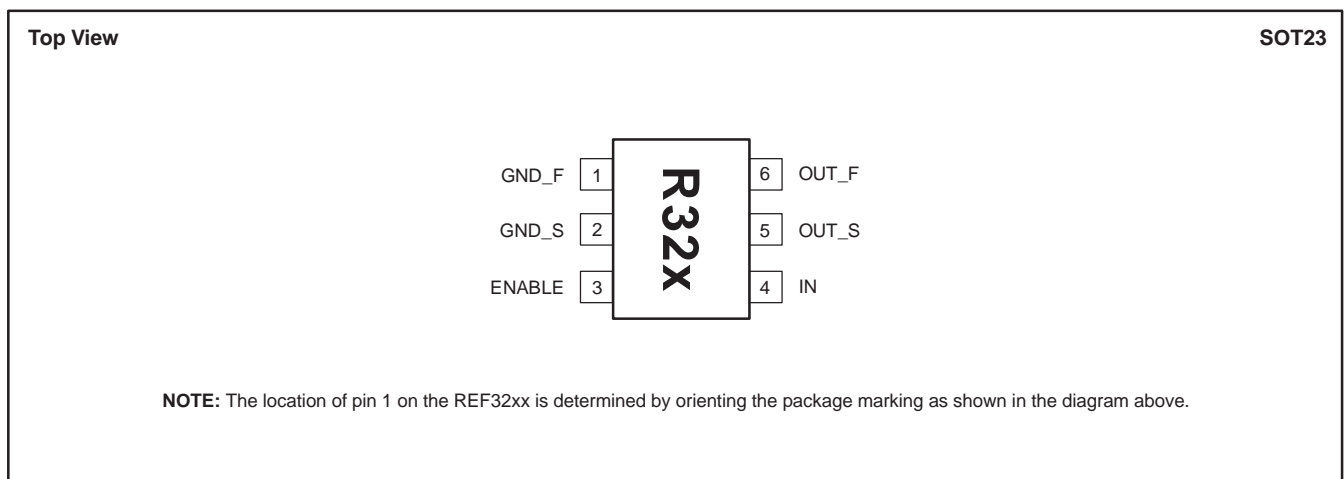 Top View SOT23
GND_F 1 6 OUT_F
GND_S 2 5 OUT_S
ENABLE 3 4 IN
R32x
NOTE: The location of pin 1 on the REF32xx is determined by orienting the package marking as shown in the diagram above.